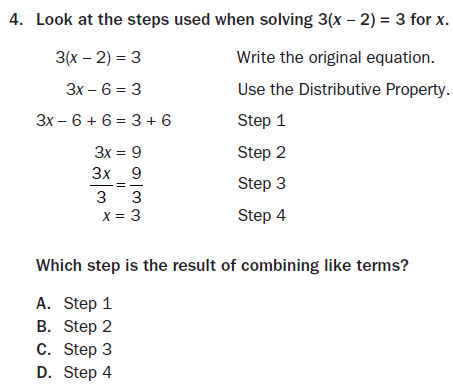 4. Look at the steps used when solving 3(x – 2) = 3 for x.
3(x – 2) = 3 Write the original equation.
3x – 6 = 3 Use the Distributive Property.
3x – 6 + 6 = 3 + 6 Step 1
3x = 9 Step 2
3x/3 = 9/3 Step 3
x = 3 Step 4
Which step is the result of combining like terms?
A. Step 1
B. Step 2
C. Step 3
D. Step 4